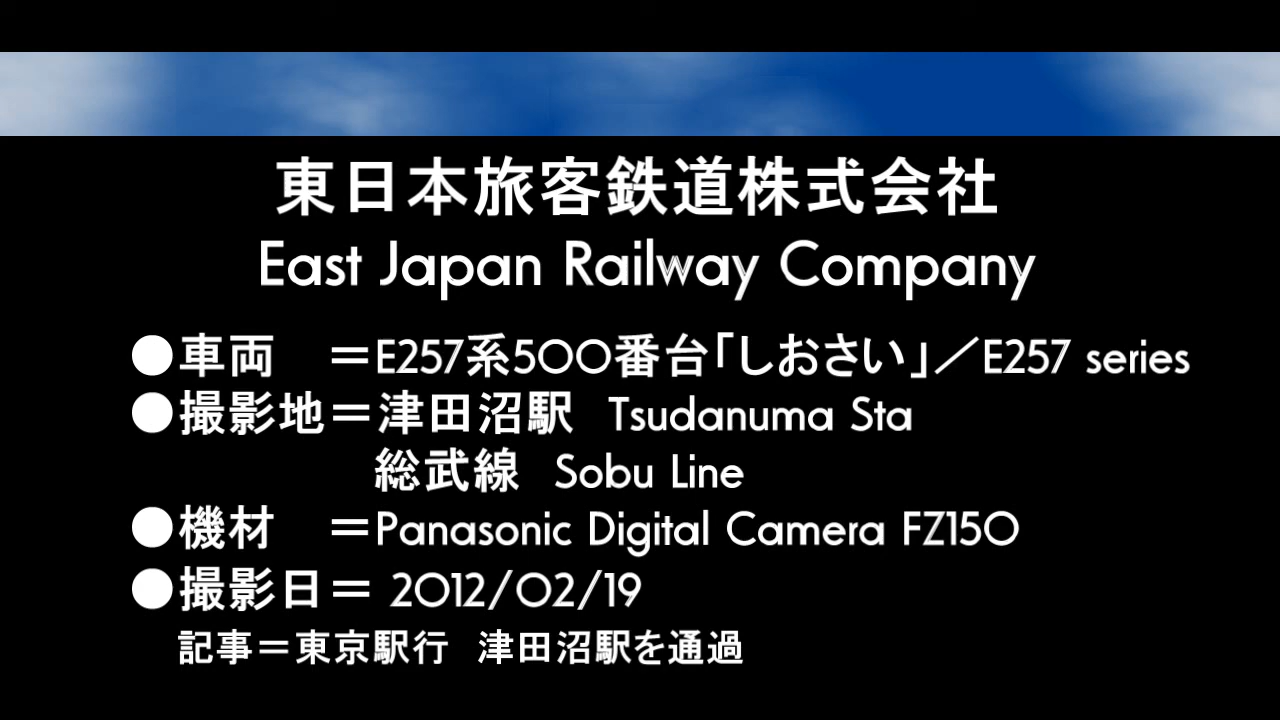 東日本旅客鉄道株式会社
East Japan Railway Company
●車両　＝E257系500番台「しおさい」／E257 series
●撮影地＝津田沼駅　Tsudanuma Sta
総武線　Sobu Line
●機材　＝Panasonic Digital Camera FZ150
●撮影日＝ 2012/02/19
記事＝東京駅行　津田沼駅を通過